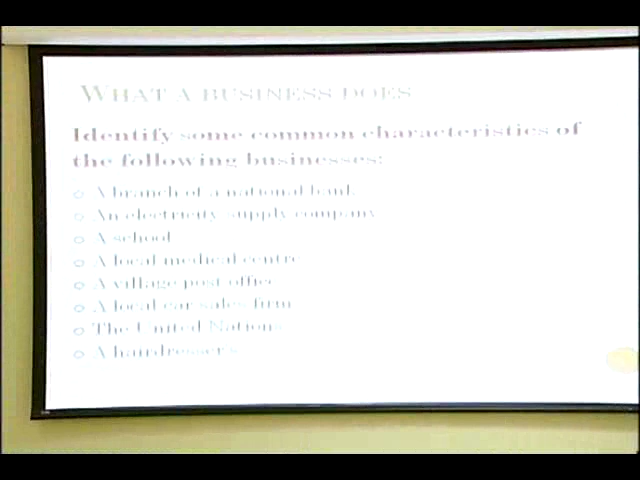 WHAT A BUSINESS DOES
Identify some common characteristics of
the following businesses:
A branch of a national bank
An electricity supply company
A school
A local medical centre
A village post office
A local car sales firm
The United Nations
A hairdressers